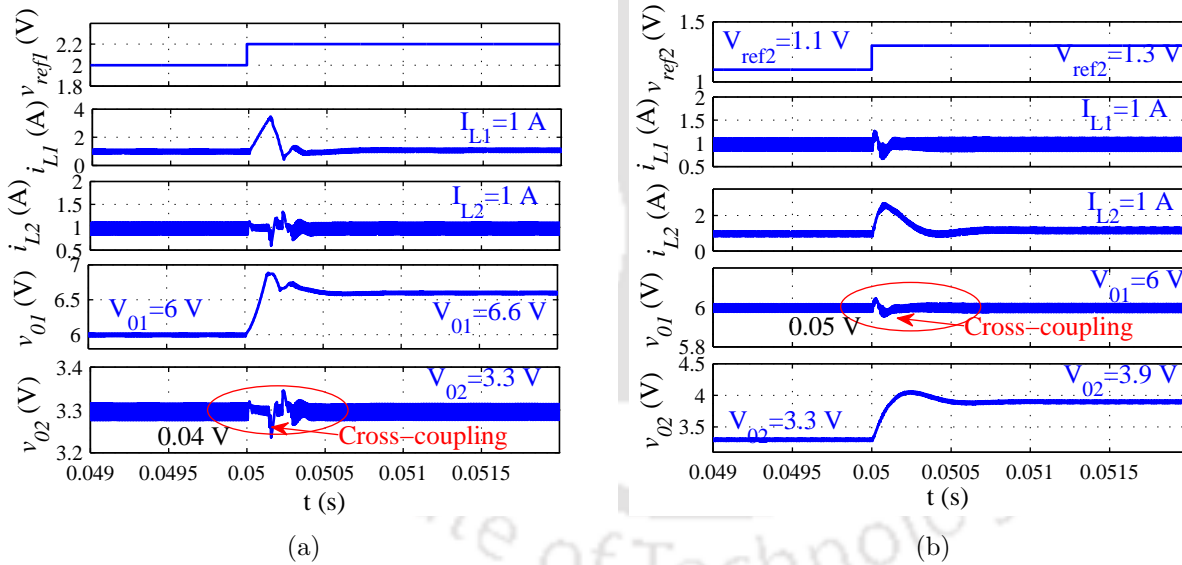 v_ref1 (V)
2.2
2
1.8
i_L1 (A)
4
2
0
I_L1=1 A
i_L2 (A)
2
1.5
1
0.5
I_L2=1 A
v_01 (V)
7
6.5
6
V_01=6 V
V_01=6.6 V
v_02 (V)
3.4
3.3
3.2
V_02=3.3 V
0.04 V
Cross-coupling
0.049 0.0495 0.05 0.0505 0.051 0.0515
t (s)
(a)
v_ref2 (V)
1.5
1
V_ref2=1.1 V
V_ref2=1.3 V
i_L1 (A)
2
1.5
1
0.5
I_L1=1 A
i_L2 (A)
2
0
I_L2=1 A
v_01 (V)
6
5.8
V_01=6 V
0.05 V
Cross-coupling
v_02 (V)
4.5
4
3.5
V_02=3.3 V
V_02=3.9 V
0.049 0.0495 0.05 0.0505 0.051 0.0515
t (s)
(b)
te of Technolo